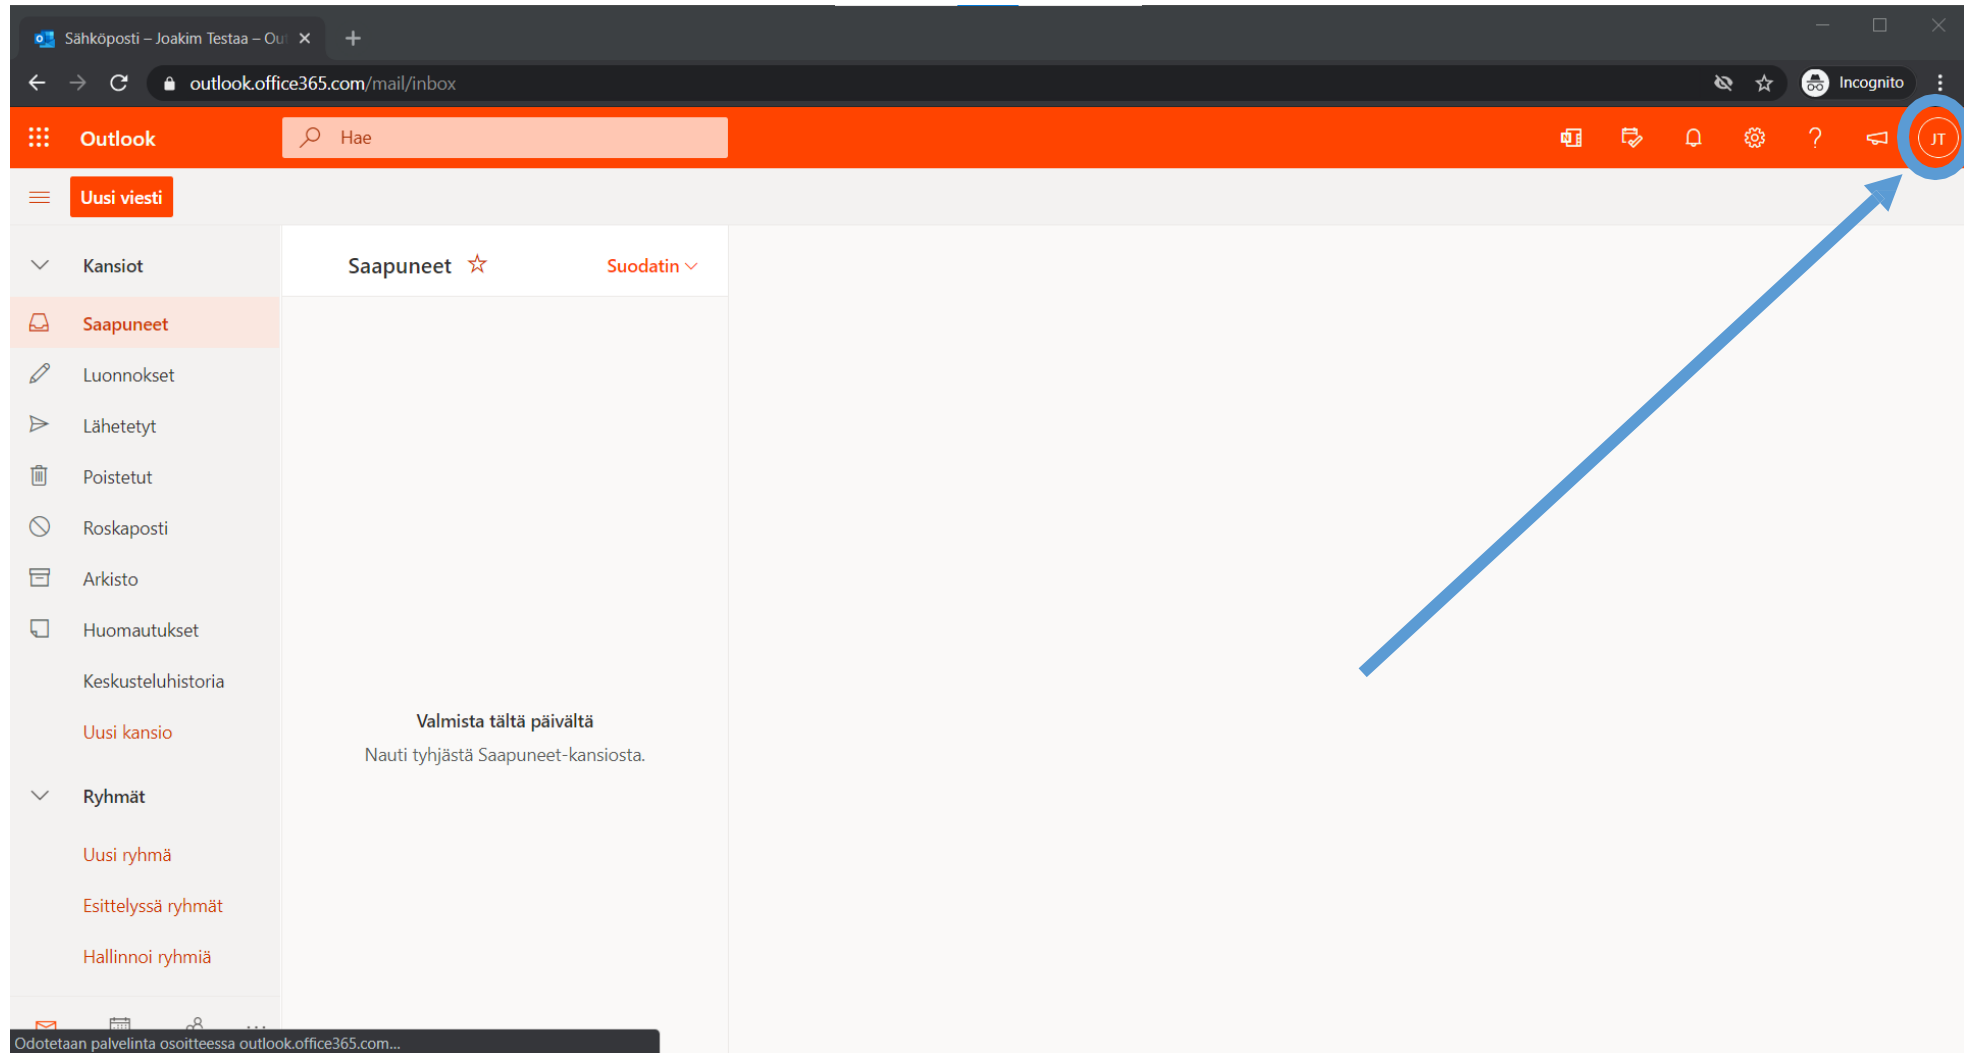 Sähköposti – Joakim Testaa – Out
outlook.office365.com/mail/inbox
Incognito
Outlook
Hae
JT
Uusi viesti
Kansiot
Saapuneet
Suodatin
Saapuneet
Luonnokset
Lähetetyt
Poistetut
Roskaposti
Arkisto
Huomautukset
Keskusteluhistoria
Uusi kansio
Valmista tältä päivältä
Nauti tyhjästä Saapuneet-kansiosta.
Ryhmät
Uusi ryhmä
Esittelyssä ryhmät
Hallinnoi ryhmiä
Odotetaan palvelinta osoitteessa outlook.office365.com...